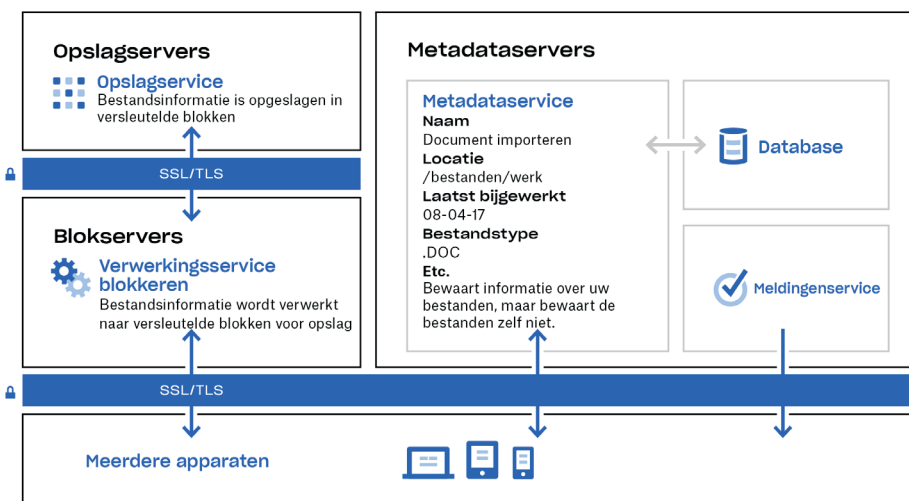 Opslagservers
Opslagservice
Bestandsinformatie is opgeslagen in
versleutelde blokken
SSL/TLS
Blokservers
Verwerkingsservice
blokkeren
Bestandsinformatie wordt verwerkt
naar versleutelde blokken voor opslag
Metadataservers
Metadataservice
Naam
Document importeren
Locatie
/bestanden/werk
Laatst bijgewerkt
08-04-17
Bestandstype
.DOC
Etc.
Bewaart informatie over uw
bestanden, maar bewaart de
bestanden zelf niet.
Database
Meldingenservice
SSL/TLS
Meerdere apparaten